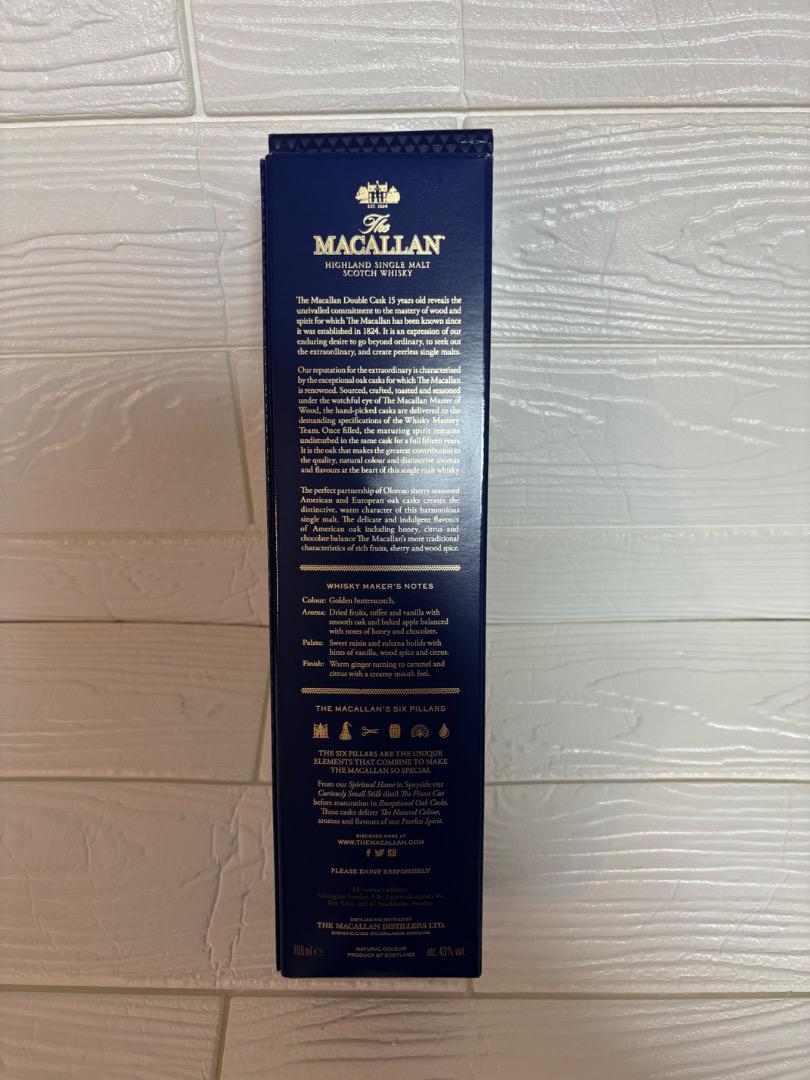 EST. 1824
The
MACALLAN
HIGHLAND SINGLE MALT
SCOTCH WHISKY
The Macallan Double Cask 15 years old reveals the
unrivalled commitment to the mastery of wood and
spirit for which The Macallan has been known since
it was established in 1824. It is an expression of our
enduring desire to go beyond ordinary, to seek out
the extraordinary, and create peerless single malts.
Our reputation for the extraordinary is characterised
by the exceptional oak casks for which The Macallan
is renowned. Sourced, crafted, toasted and seasoned
under the watchful eye of The Macallan Master of
Wood, the hand-picked casks are delivered to the
demanding specifications of the Whisky Mastery
Team. Once filled, the maturing spirit remains
undisturbed in the same cask for a full fifteen years.
It is the oak that makes the greatest contribution to
the quality, natural colour and distinctive aromas
and flavours at the heart of this single malt whisky.
The perfect partnership of Oloroso sherry seasoned
American and European oak casks creates the
distinctive, warm character of this harmonious
single malt. The delicate and indulgent flavours
of American oak including honey, citrus and
chocolate balance The Macallan's more traditional
characteristics of rich fruits, sherry and wood spice.
WHISKY MAKER'S NOTES
Colour: Golden butterscotch.
Aroma: Dried fruits, toffee and vanilla with
smooth oak and baked apple balanced
with notes of honey and chocolate.
Palate: Sweet raisin and sultana builds with
hints of vanilla, wood spice and citrus.
Finish: Warm ginger turning to caramel and
citrus with a creamy mouth feel.
THE MACALLAN'S SIX PILLARS
THE SIX PILLARS ARE THE UNIQUE
ELEMENTS THAT COMBINE TO MAKE
THE MACALLAN SO SPECIAL
From our Spiritual Home in Speyside our
Curiously Small Stills distil The Finest Cut
before maturation in Exceptional Oak Casks.
These casks deliver The Natural Colour,
aromas and flavours of our Peerless Spirit.
DISCOVER MORE AT
WWW.THEMACALLAN.COM
PLEASE ENJOY RESPONSIBLY
EU contact address:
Edrington Sweden A.B.
Stockholm, Sweden
DISTILLED AND BOTTLED BY
THE MACALLAN DISTILLERS LTD.
EASTER ELCHIES, CRAIGELLACHIE, SCOTLAND
700 ml e NATURAL COLOUR alc. 43% vol.
PRODUCT OF SCOTLAND